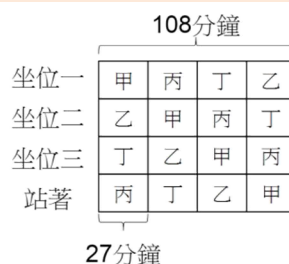 108分鐘
坐位一 甲 丙 丁 乙
坐位二 乙 甲 丙 丁
坐位三 丁 乙 甲 丙
站著 丙 丁 乙 甲
27分鐘